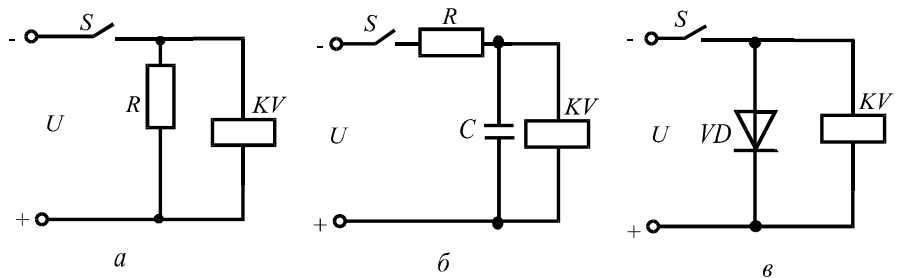 - S
R KV
U
+
а
- S R
C KV
U
+
б
- S
U VD KV
+
в